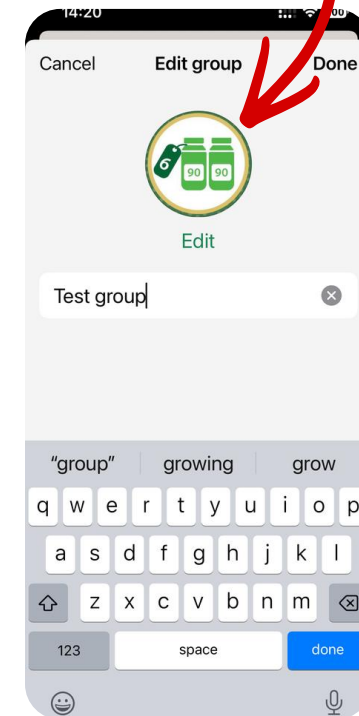 14:20
Cancel Edit group Done
6 90 90
Edit
Test group
"group" growing grow
q w e r t y u i o p
a s d f g h j k l
z x c v b n m
123 space done